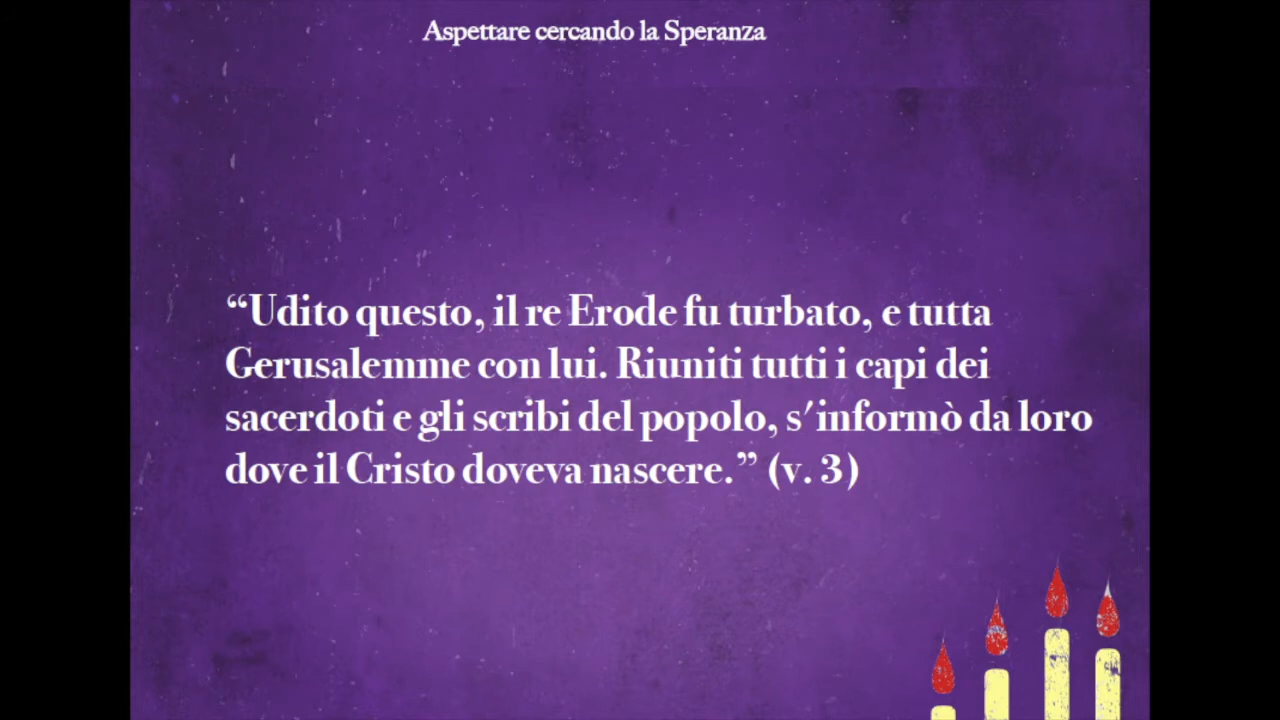 Aspettare cercando la Speranza
“Udito questo, il re Erode fu turbato, e tutta
Gerusalemme con lui. Riuniti tutti i capi dei
sacerdoti e gli scribi del popolo, s'informò da loro
dove il Cristo doveva nascere.” (v. 3)